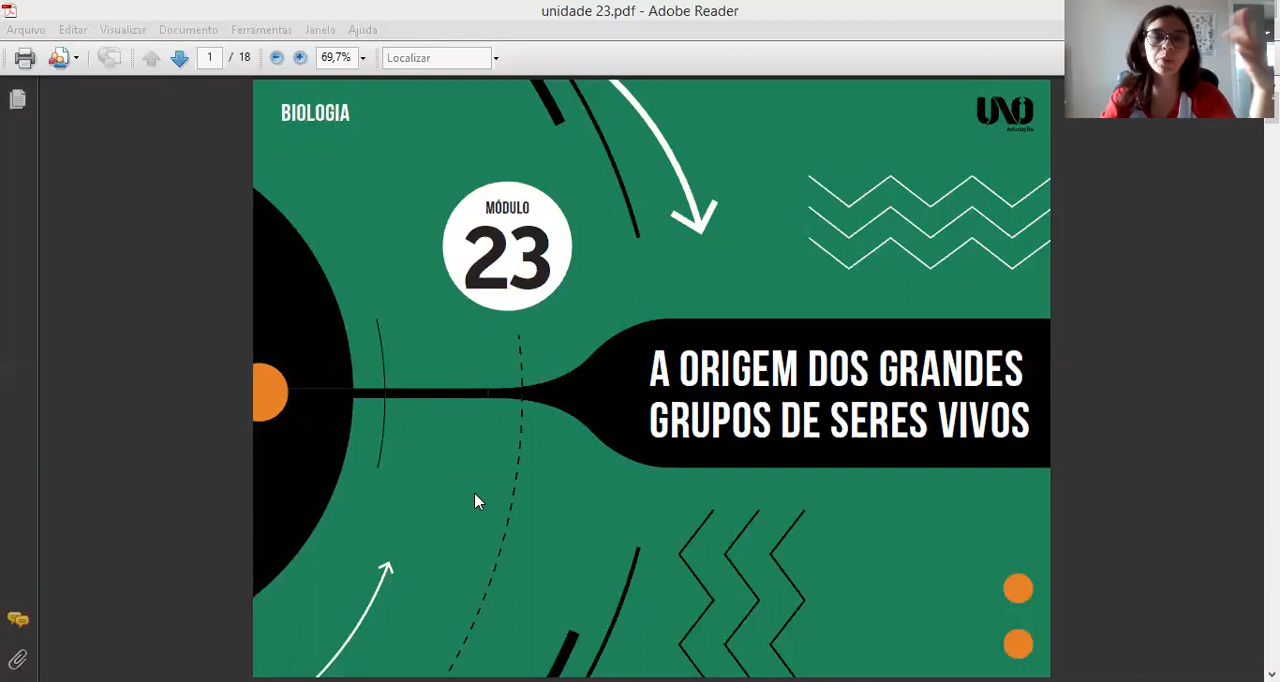 unidade 23.pdf - Adobe Reader
Arquivo Editar Visualizar Documento Ferramentas Janela Ajuda
1 / 18 69,7% Localizar
BIOLOGIA
UNO
educação
MÓDULO
23
A ORIGEM DOS GRANDES
GRUPOS DE SERES VIVOS